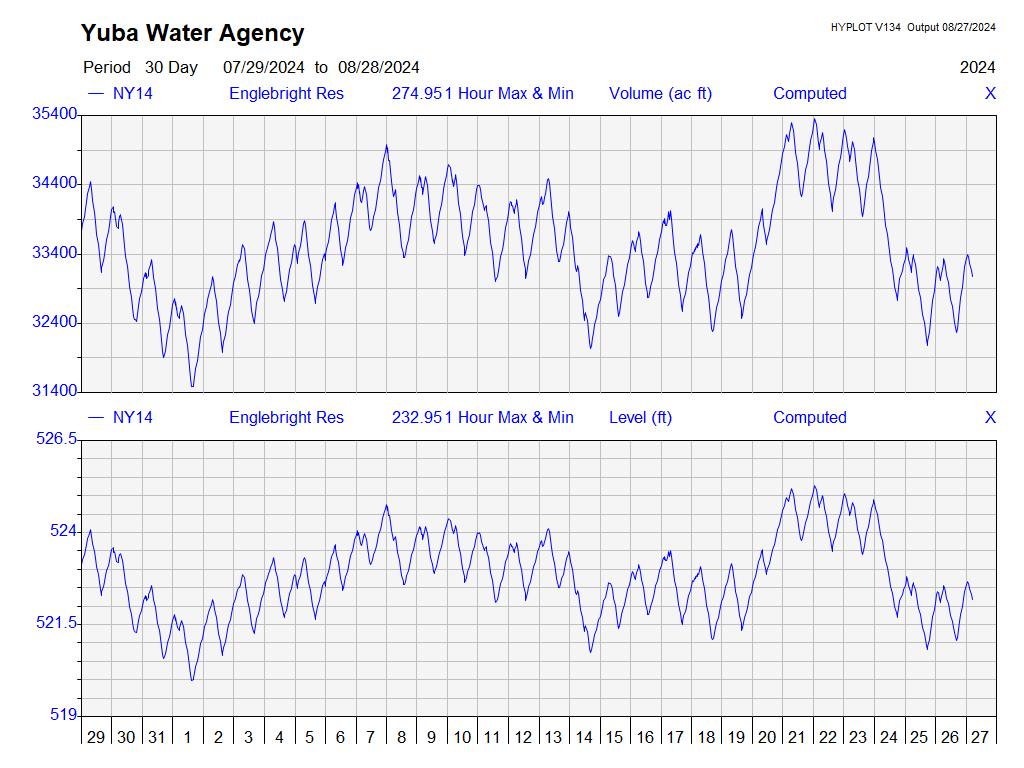 Yuba Water Agency
HYPLOT V134 Output 08/27/2024
Period 30 Day 07/29/2024 to 08/28/2024 2024
NY14 Englebright Res 274.951 Hour Max & Min Volume (ac ft) Computed X
35400
34400
33400
32400
31400
NY14 Englebright Res 232.951 Hour Max & Min Level (ft) Computed X
526.5
524
521.5
519
29 30 31 1 2 3 4 5 6 7 8 9 10 11 12 13 14 15 16 17 18 19 20 21 22 23 24 25 26 27